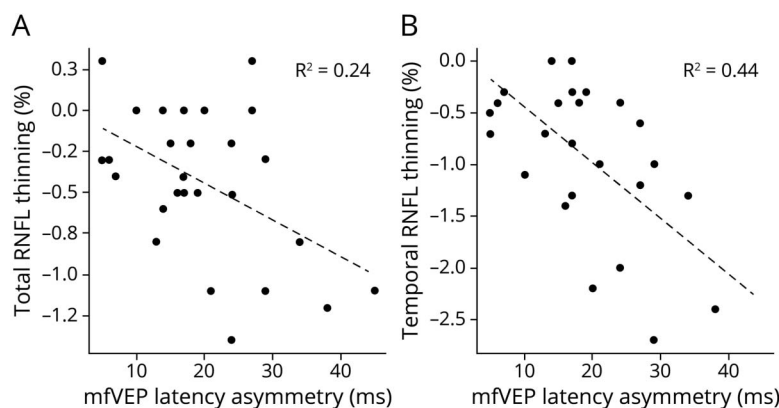 A
Total RNFL thinning (%)
0.3
0.0
−0.2
−0.5
−0.8
−1.0
−1.2
R² = 0.24
10
20
30
40
mfVEP latency asymmetry (ms)
B
Temporal RNFL thinning (%)
0.0
−0.5
−1.0
−1.5
−2.0
−2.5
R² = 0.44
10
20
30
40
mfVEP latency asymmetry (ms)